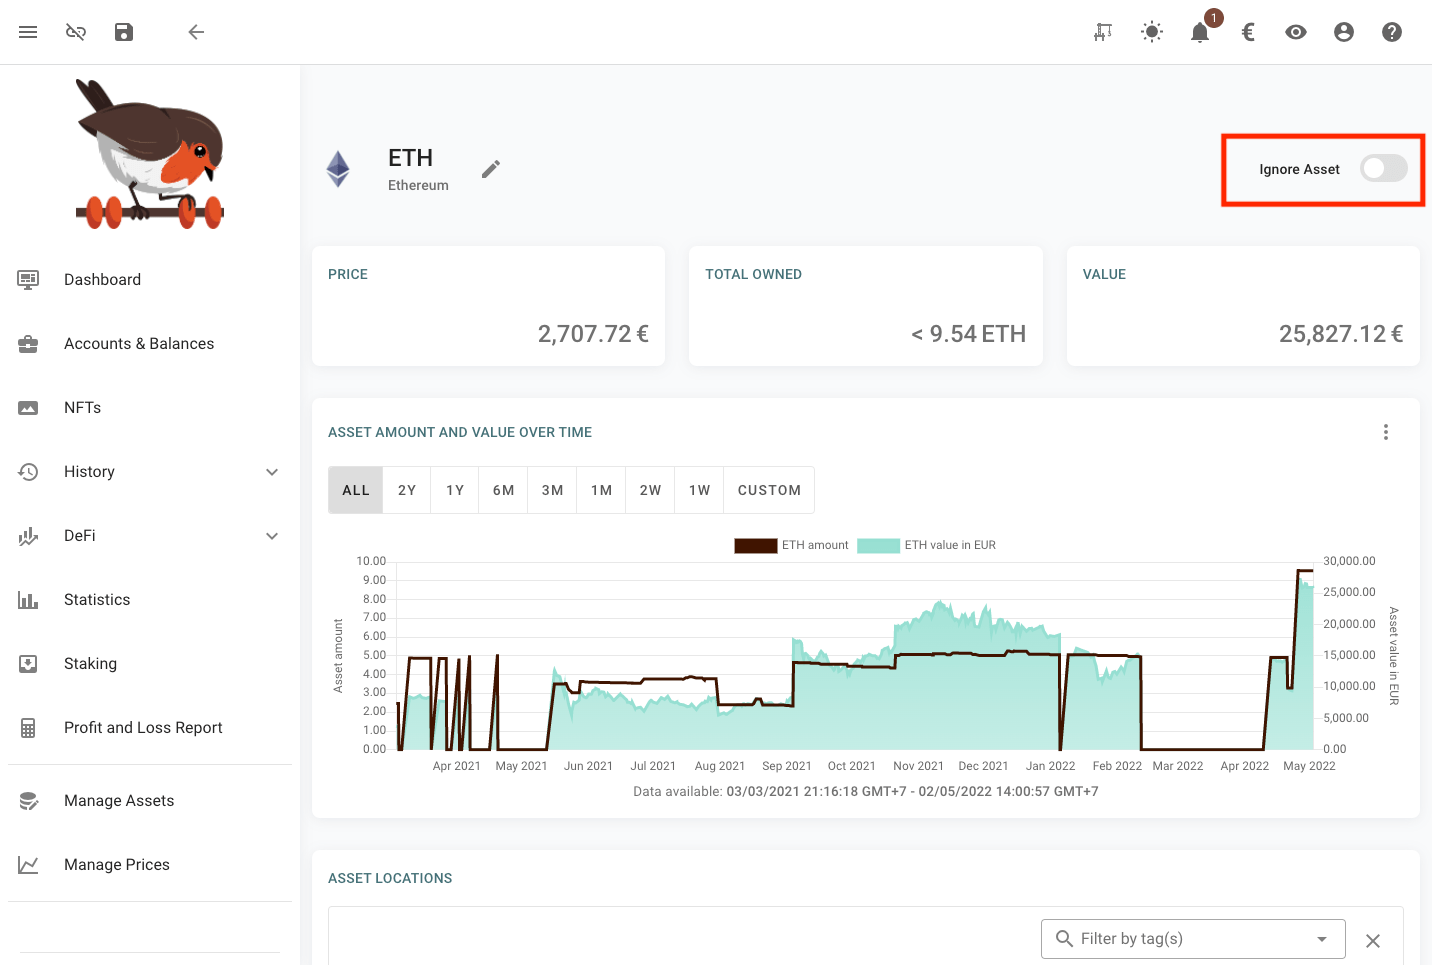 1
€
ETH
Ethereum
Ignore Asset
Dashboard
Accounts & Balances
NFTs
History
DeFi
Statistics
Staking
Profit and Loss Report
Manage Assets
Manage Prices
PRICE
2,707.72 €
TOTAL OWNED
< 9.54 ETH
VALUE
25,827.12 €
ASSET AMOUNT AND VALUE OVER TIME
ALL 2Y 1Y 6M 3M 1M 2W 1W CUSTOM
ETH amount ETH value in EUR
Asset amount
10.00
9.00
8.00
7.00
6.00
5.00
4.00
3.00
2.00
1.00
0.00
30,000.00
25,000.00
20,000.00
15,000.00
10,000.00
5,000.00
0.00
Asset value in EUR
Apr 2021 May 2021 Jun 2021 Jul 2021 Aug 2021 Sep 2021 Oct 2021 Nov 2021 Dec 2021 Jan 2022 Feb 2022 Mar 2022 Apr 2022 May 2022
Data available: 03/03/2021 21:16:18 GMT+7 - 02/05/2022 14:00:57 GMT+7
ASSET LOCATIONS
Filter by tag(s)